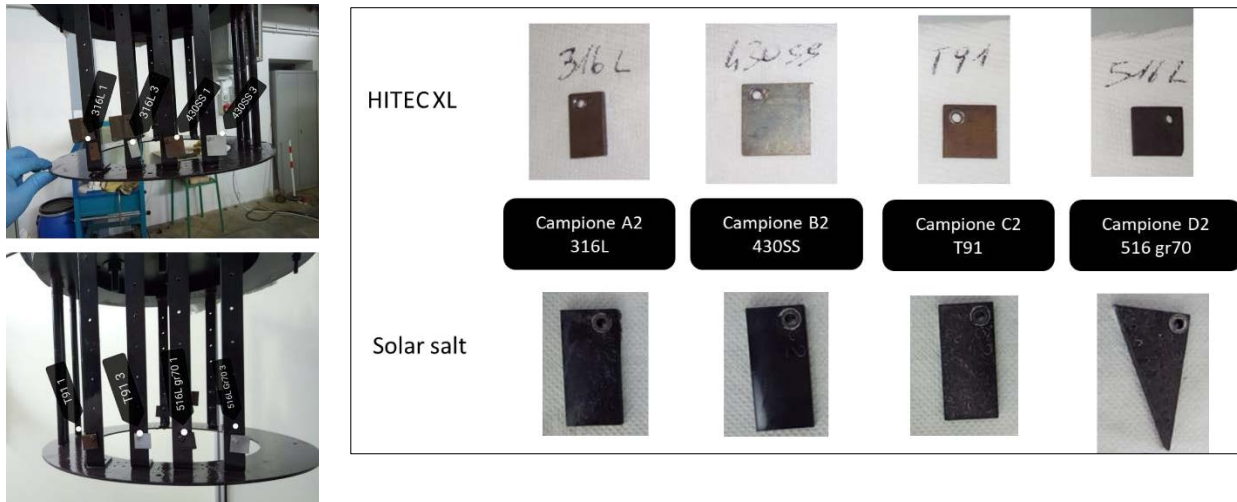 316L 1
316L 3
430SS 1
430SS 3
T91 1
T91 3
516L gr70 1
516L Gr70 3
HITEC XL
316L
430SS
T91
516L
Campione A2
316L
Campione B2
430SS
Campione C2
T91
Campione D2
516 gr70
Solar salt